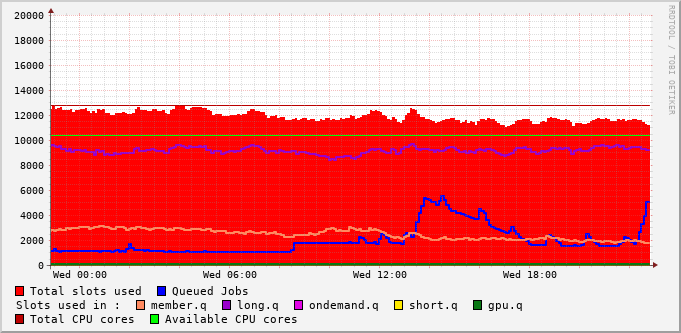 RRDTOOL / TOBI OETIKER
20000
18000
16000
14000
12000
10000
8000
6000
4000
2000
0
Wed 00:00 Wed 06:00 Wed 12:00 Wed 18:00
Total slots used Queued Jobs
Slots used in : member.q long.q ondemand.q short.q gpu.q
Total CPU cores Available CPU cores